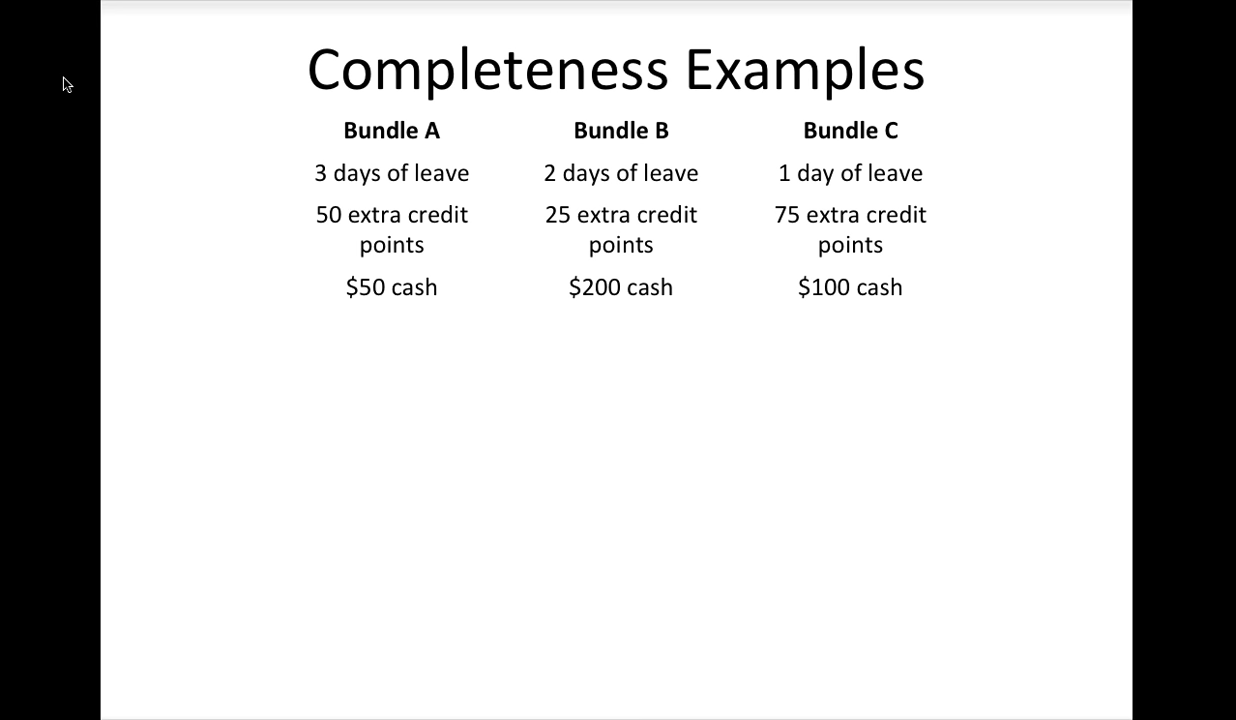 Completeness Examples
Bundle A Bundle B Bundle C
3 days of leave 2 days of leave 1 day of leave
50 extra credit 25 extra credit 75 extra credit
points points points
$50 cash $200 cash $100 cash